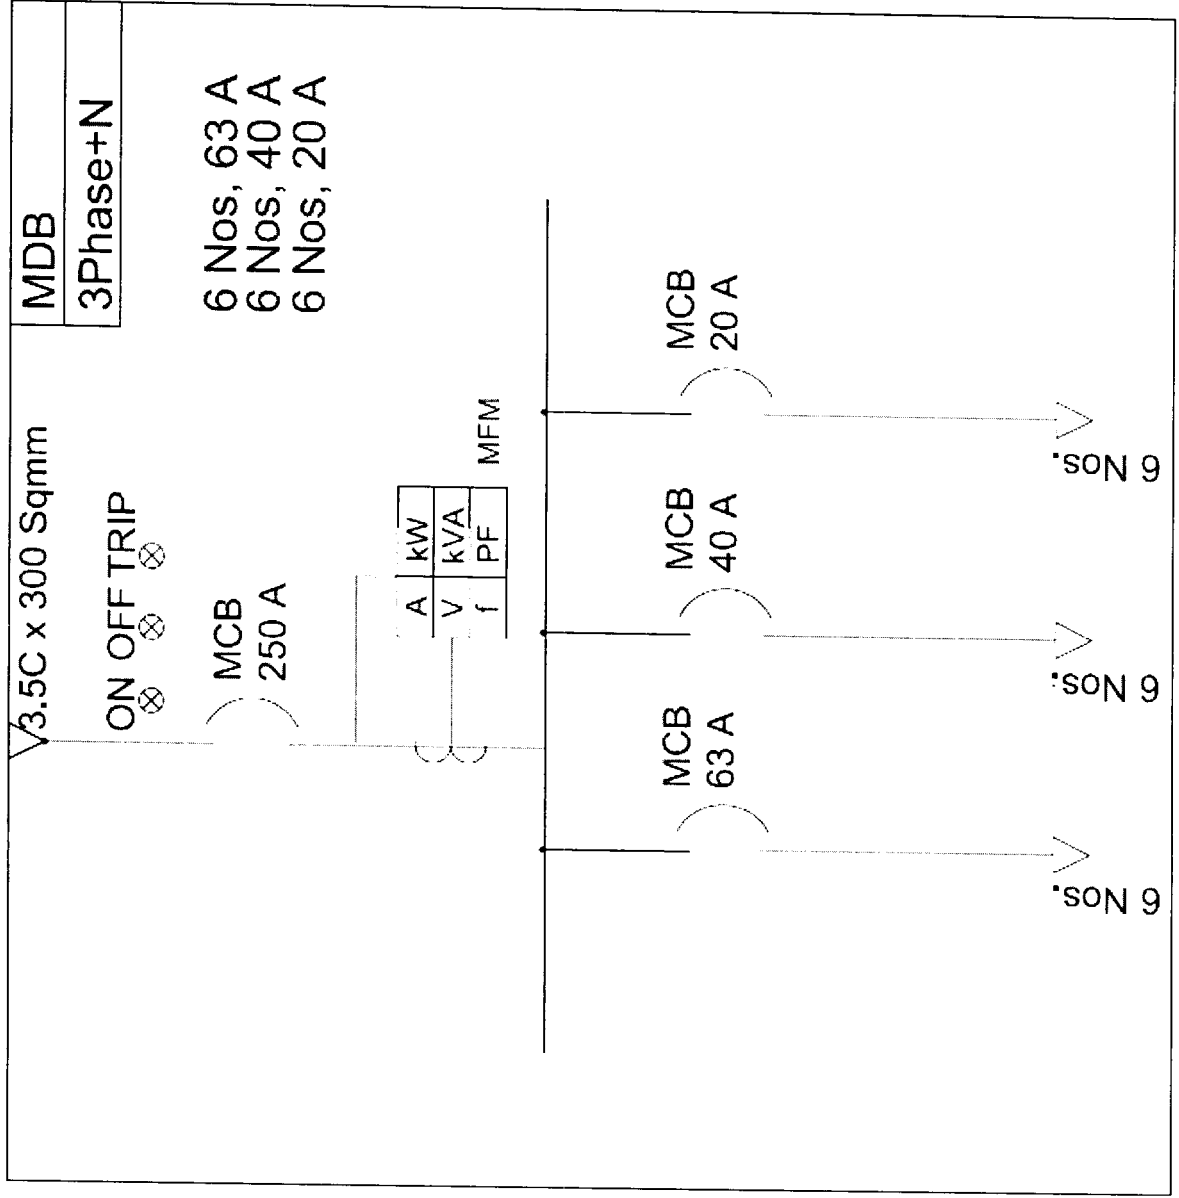 MDB
3Phase+N
3.5C x 300 Sqmm
ON OFF TRIP
6 Nos, 63 A
6 Nos, 40 A
6 Nos, 20 A
MCB
250 A
A kW
V kVA
f PF
MFM
MCB
63 A
MCB
40 A
MCB
20 A
6 Nos.
6 Nos.
6 Nos.